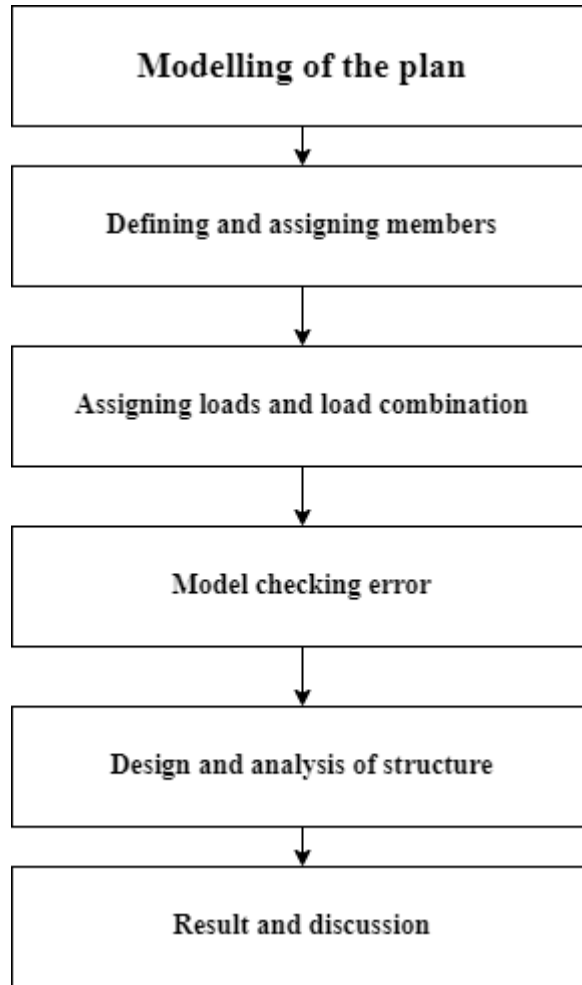 Modelling of the plan
Defining and assigning members
Assigning loads and load combination
Model checking error
Design and analysis of structure
Result and discussion